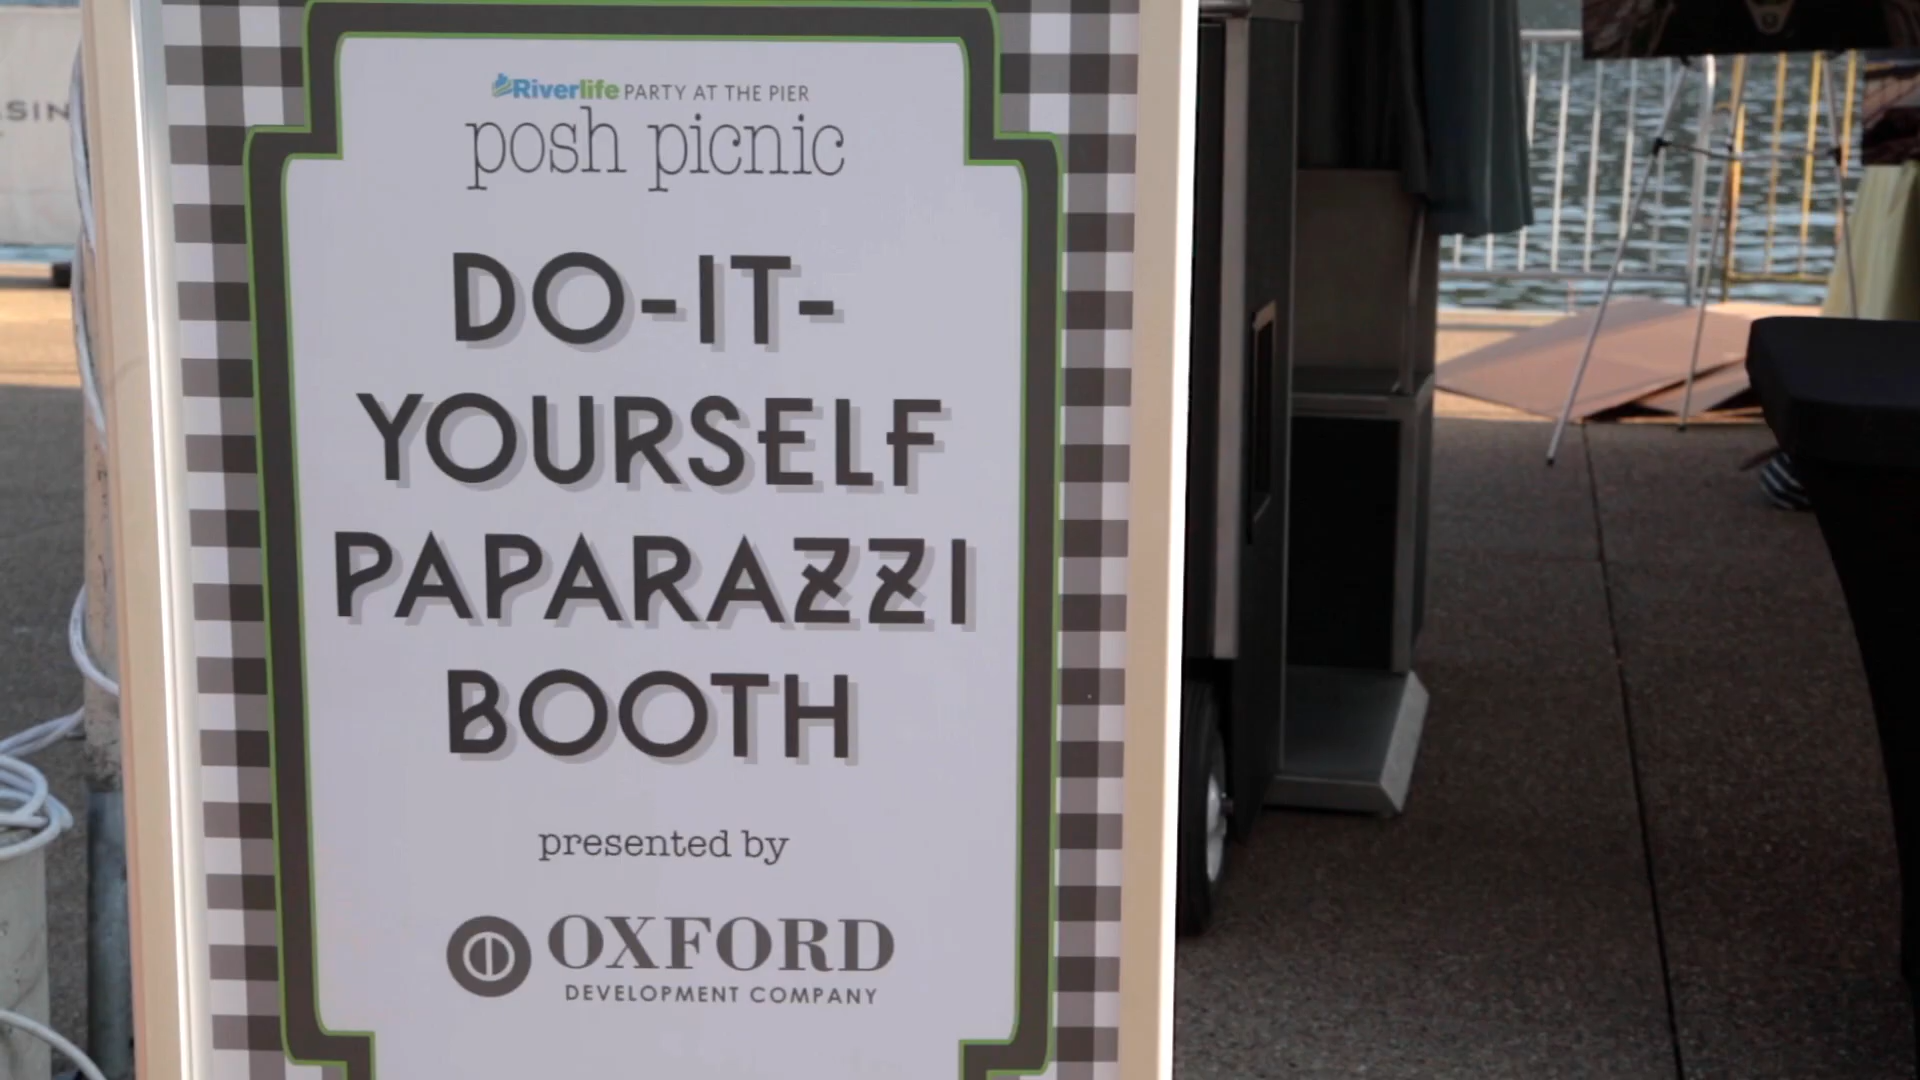 Riverlife PARTY AT THE PIER
posh picnic
DO-IT-
YOURSELF
PAPARAZZI
BOOTH
presented by
OXFORD
DEVELOPMENT COMPANY